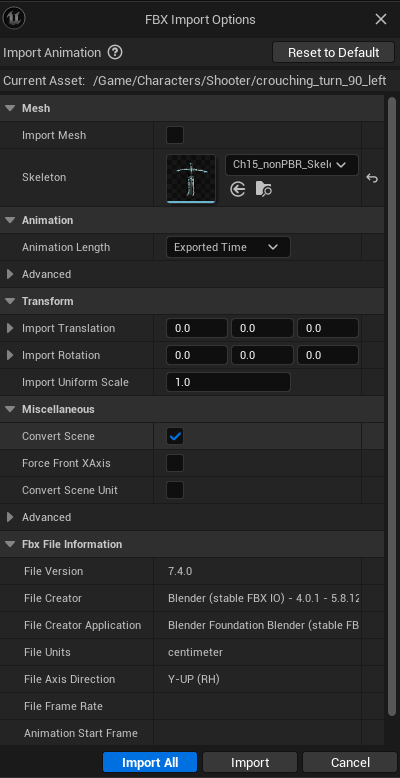 FBX Import Options
Import Animation ?
Reset to Default
Current Asset: /Game/Characters/Shooter/crouching_turn_90_left
Mesh
Import Mesh
Skeleton
Ch15_nonPBR_Skel
Animation
Animation Length
Exported Time
Advanced
Transform
Import Translation 0.0 0.0 0.0
Import Rotation 0.0 0.0 0.0
Import Uniform Scale 1.0
Miscellaneous
Convert Scene
Force Front XAxis
Convert Scene Unit
Advanced
Fbx File Information
File Version 7.4.0
File Creator Blender (stable FBX IO) - 4.0.1 - 5.8.12
File Creator Application Blender Foundation Blender (stable FB
File Units centimeter
File Axis Direction Y-UP (RH)
File Frame Rate
Animation Start Frame
Import All Import Cancel